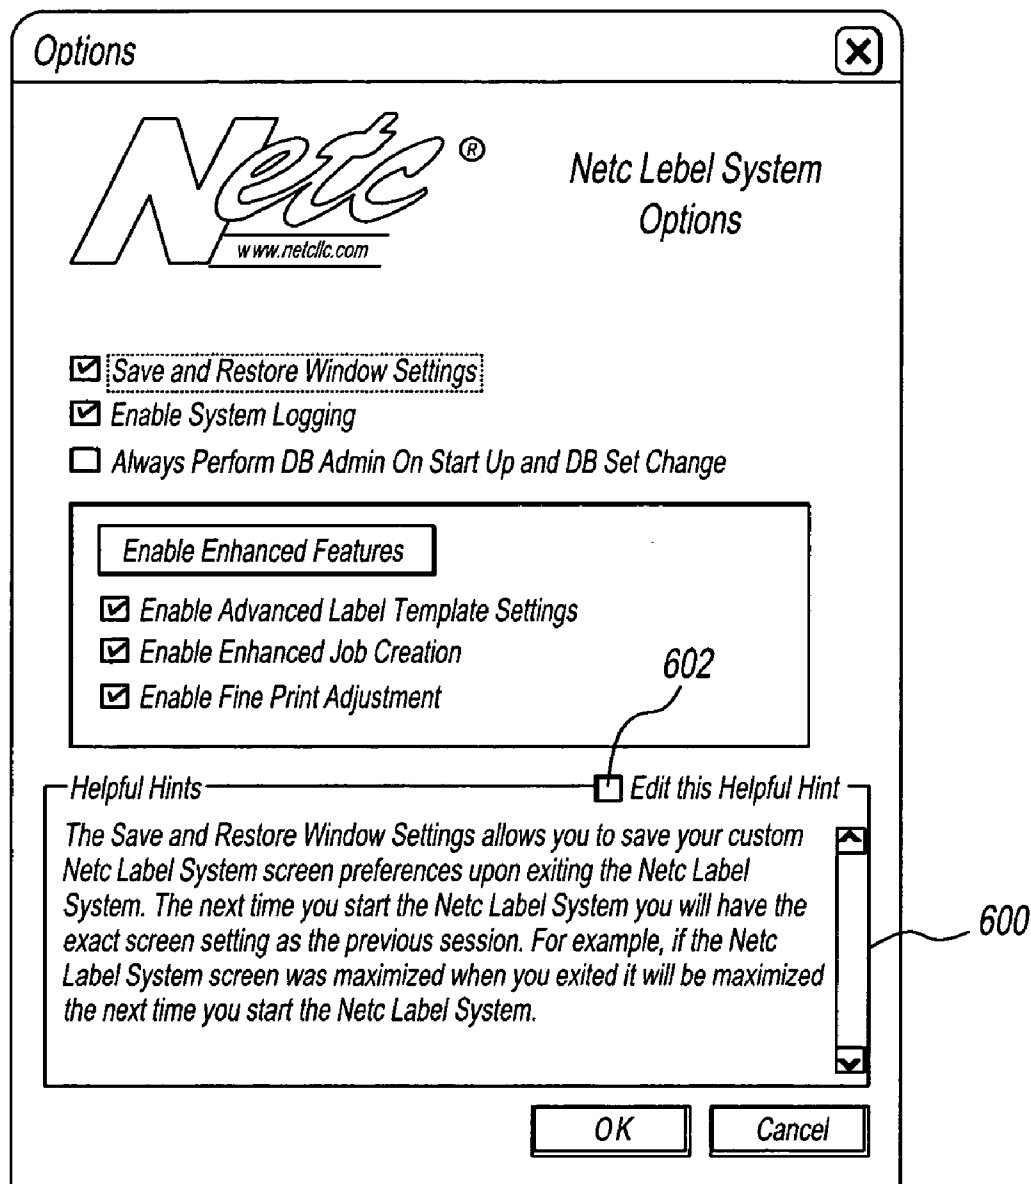 Options
Netc ®
www.netcllc.com
Netc Lebel System
Options
Save and Restore Window Settings
Enable System Logging
Always Perform DB Admin On Start Up and DB Set Change
Enable Enhanced Features
Enable Advanced Label Template Settings
Enable Enhanced Job Creation
Enable Fine Print Adjustment
602
Helpful Hints
Edit this Helpful Hint
The Save and Restore Window Settings allows you to save your custom
Netc Label System screen preferences upon exiting the Netc Label
System. The next time you start the Netc Label System you will have the
exact screen setting as the previous session. For example, if the Netc
Label System screen was maximized when you exited it will be maximized
the next time you start the Netc Label System.
600
OK
Cancel